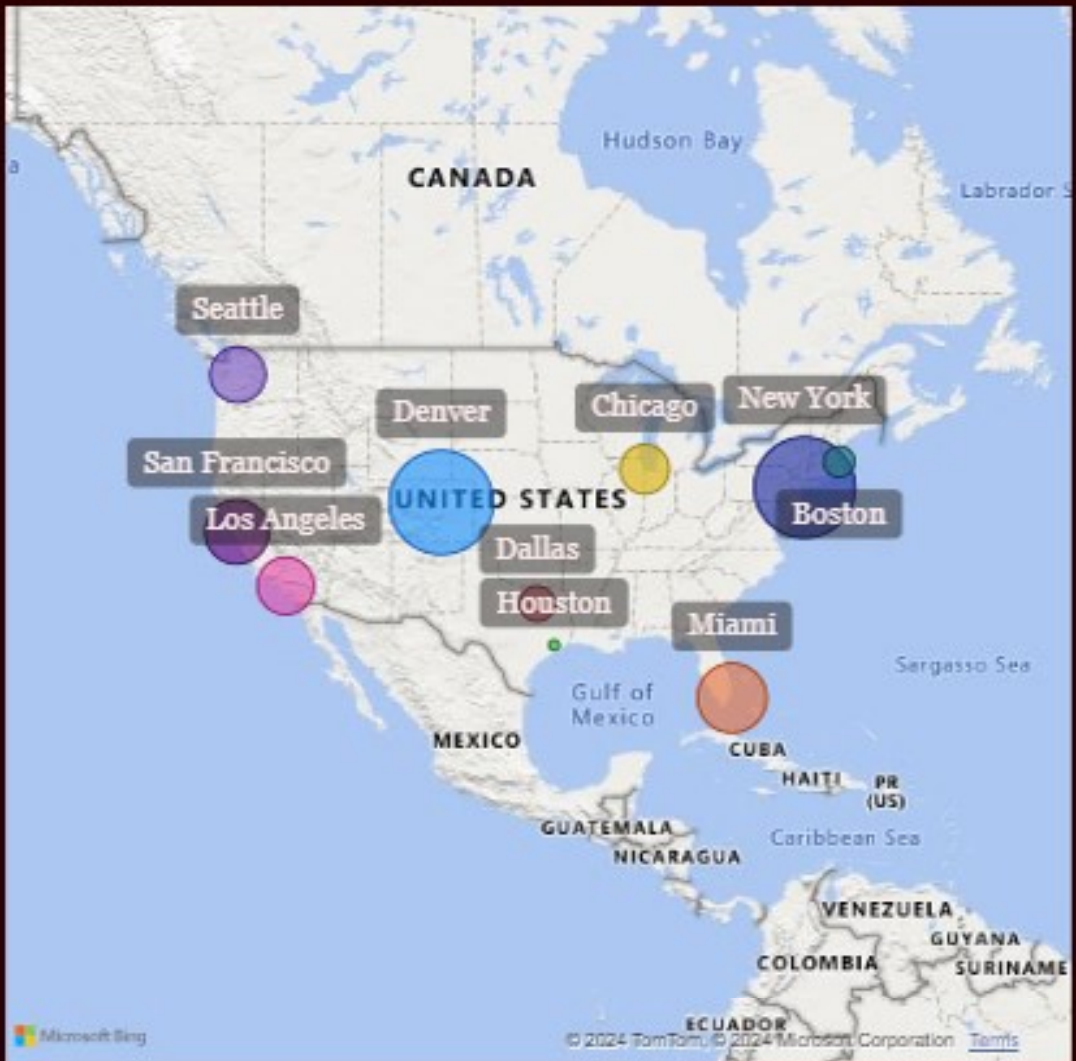 Hudson Bay
CANADA
Labrador S
a
Seattle
Denver
Chicago
New York
San Francisco
UNITED STATES
Los Angeles
Boston
Dallas
Houston
Miami
Sargasso Sea
Gulf of
Mexico
MEXICO
CUBA
HAITI
PR
(US)
GUATEMALA
Caribbean Sea
NICARAGUA
VENEZUELA
GUYANA
COLOMBIA
SURINAME
ECUADOR
Microsoft Bing
© 2024 TomTom, © 2024 Microsoft Corporation Terms